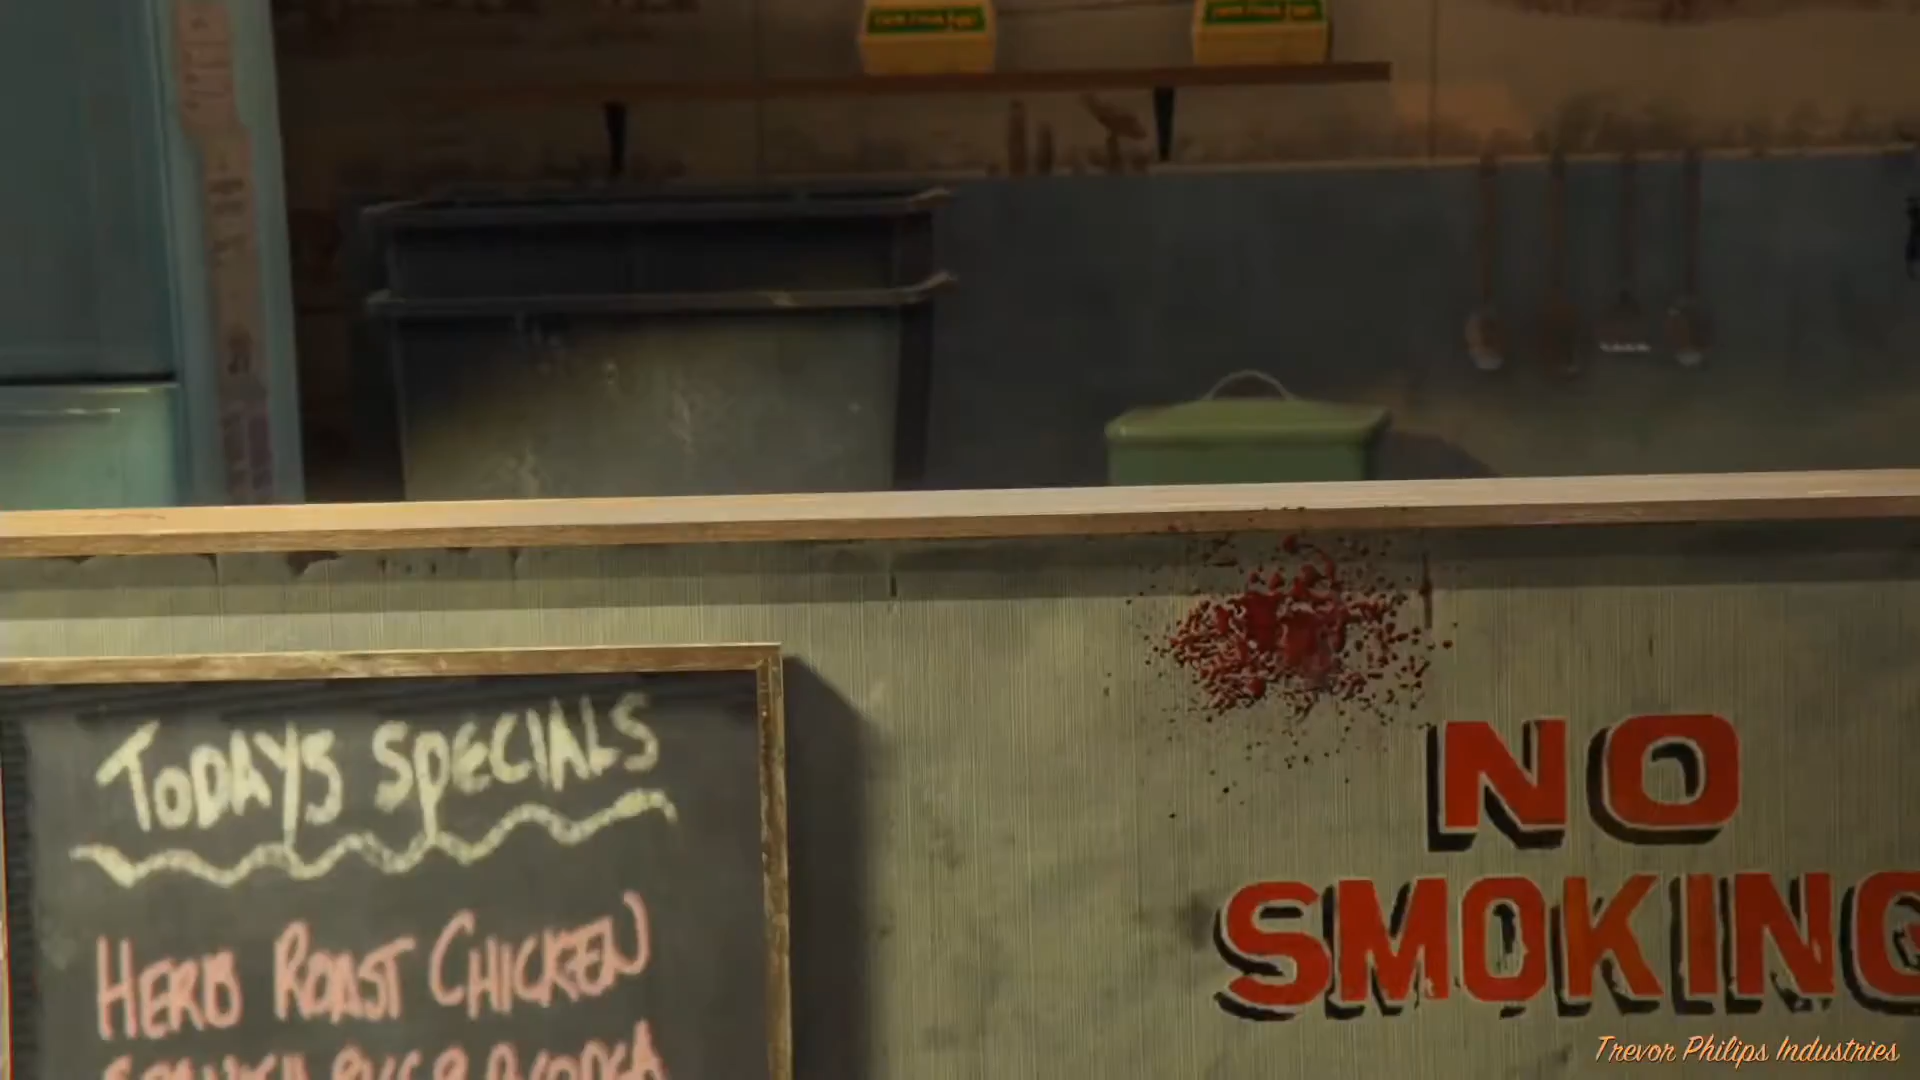 TODAYS SPECIALS
HERB ROAST CHICKEN
NO
SMOKING
Trevor Philips Industries